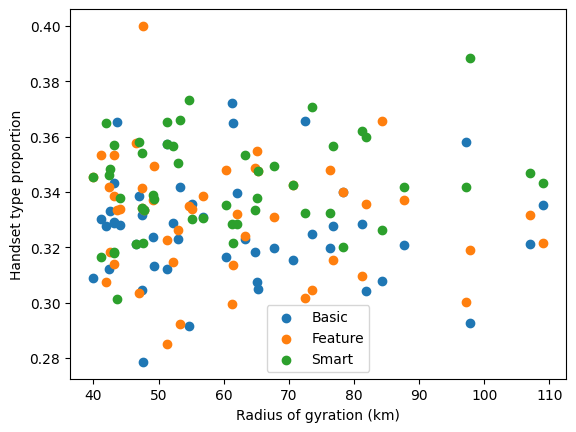 0.40
0.38
0.36
0.34
0.32
0.30
0.28
Handset type proportion
Basic
Feature
Smart
40 50 60 70 80 90 100 110
Radius of gyration (km)